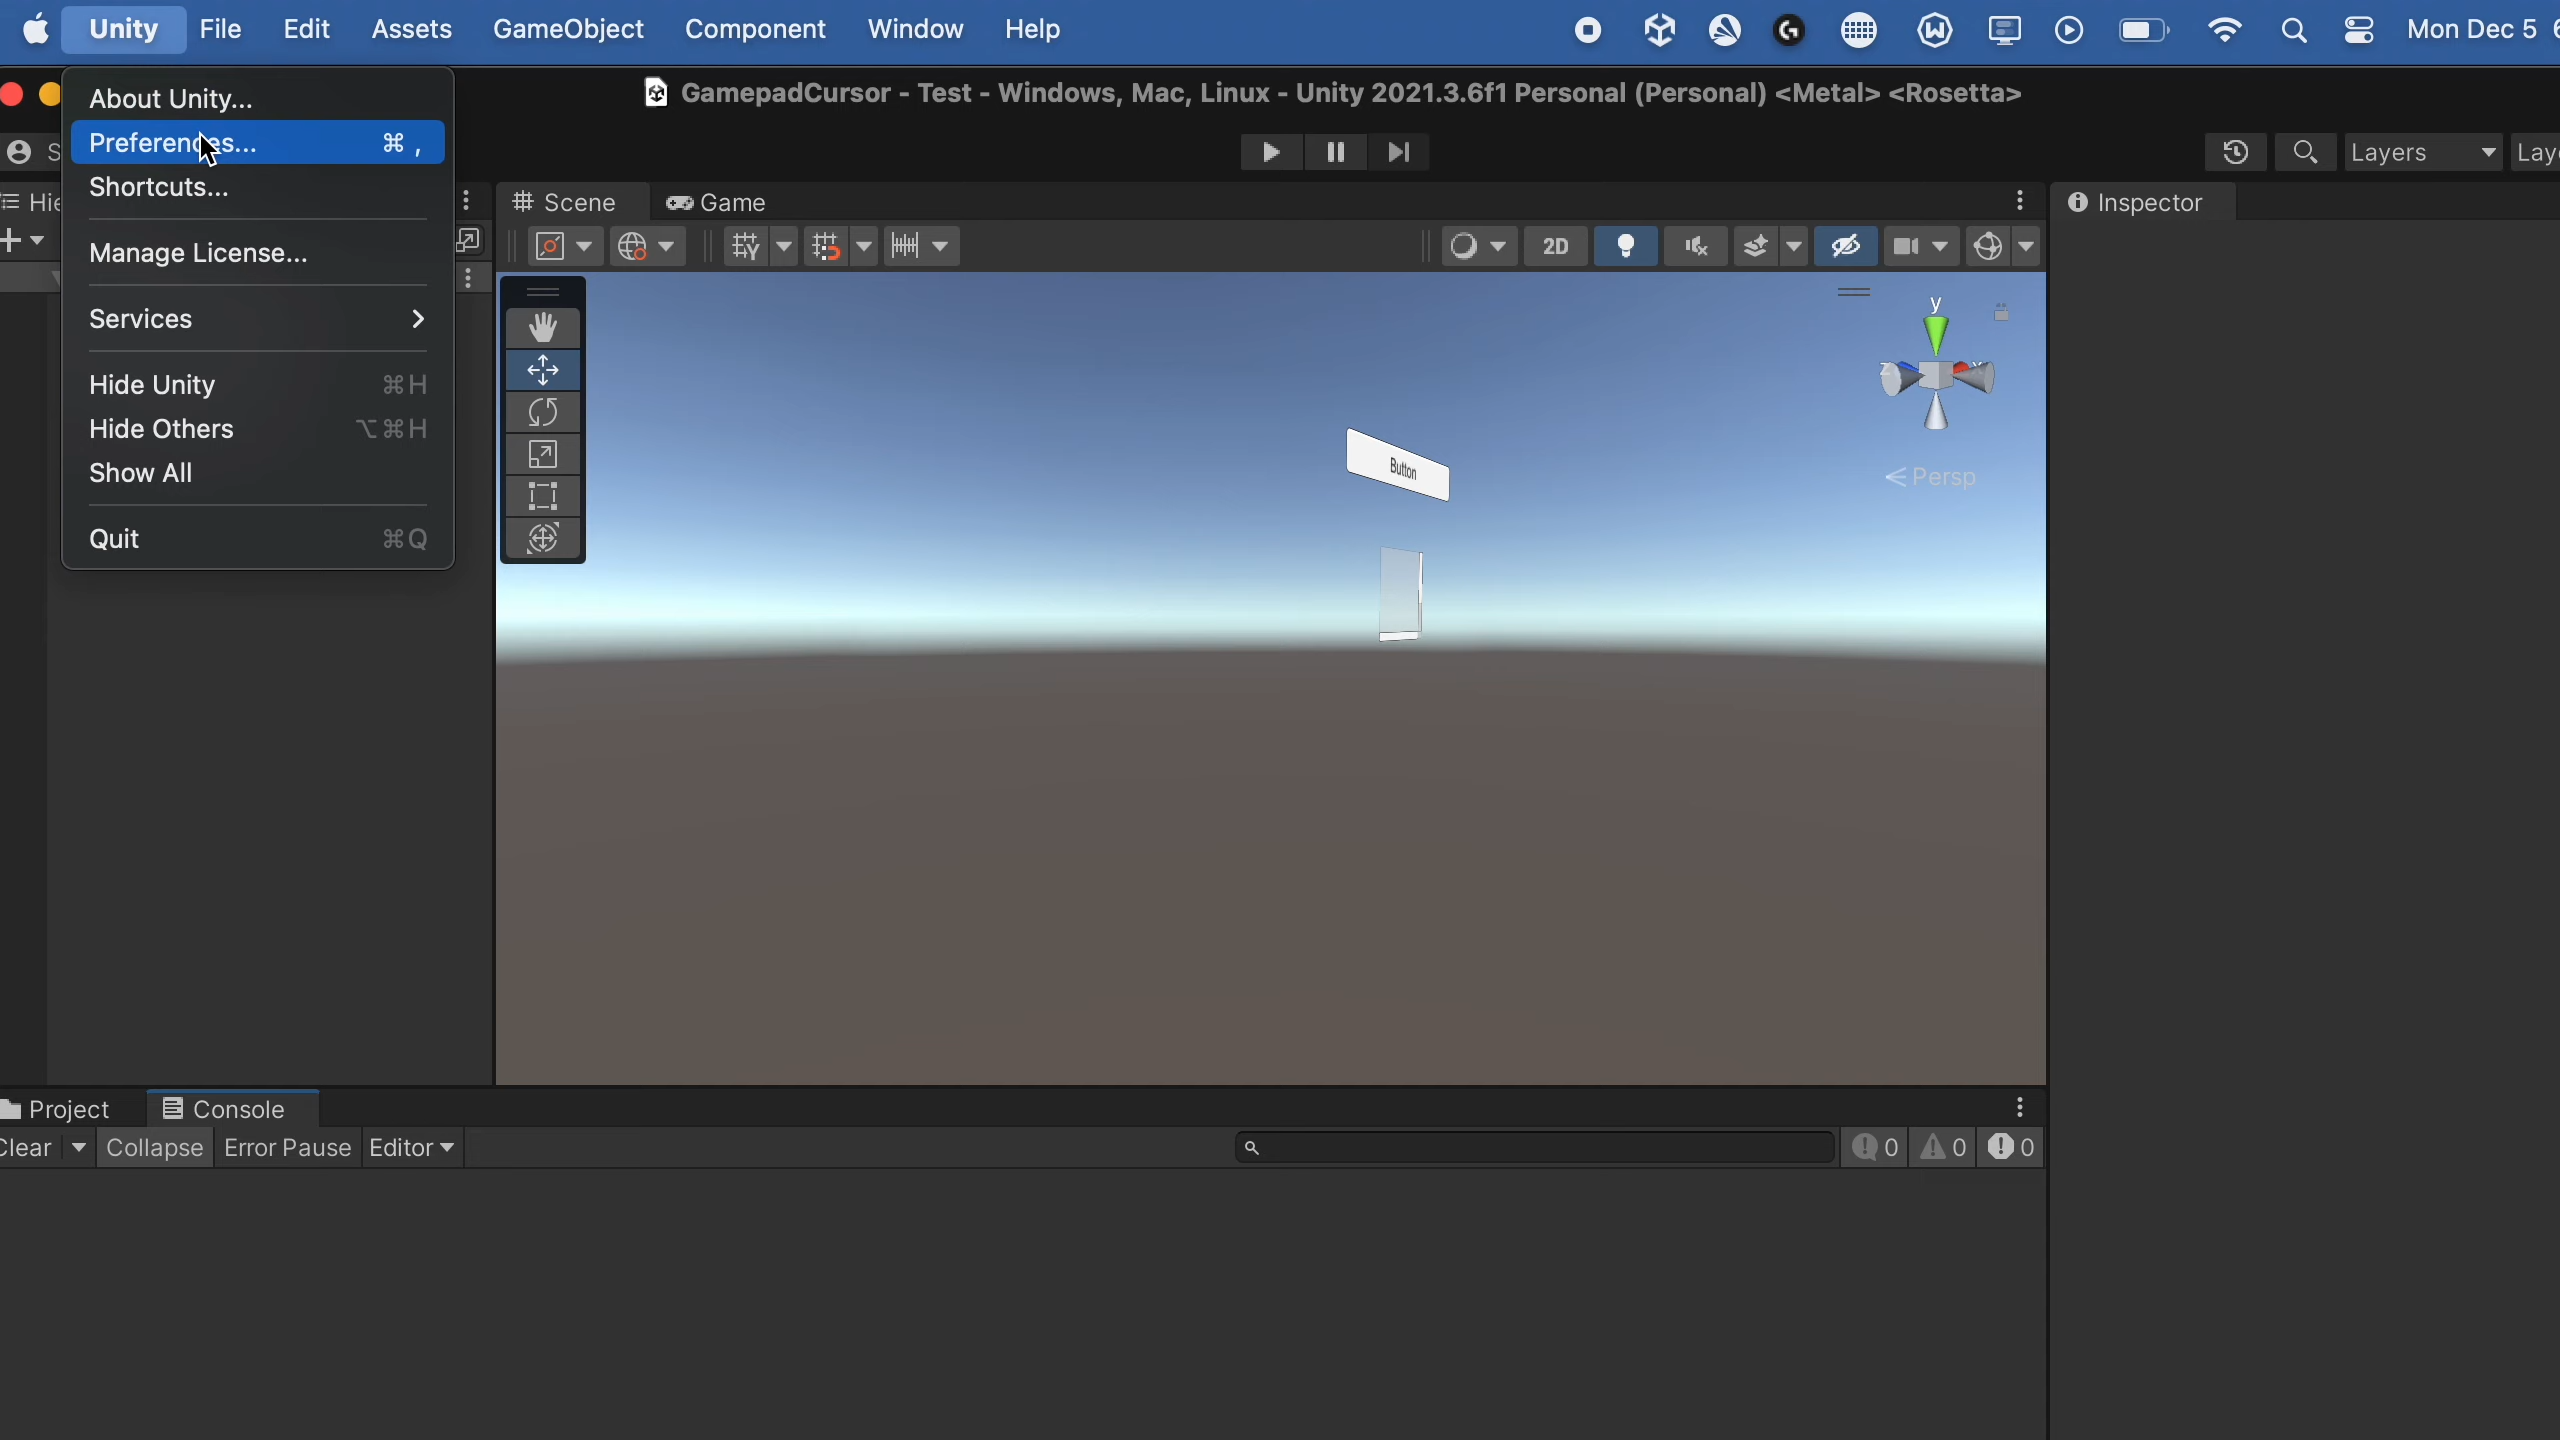 Unity File Edit Assets GameObject Component Window Help Mon Dec 5
About Unity...
GamepadCursor - Test - Windows, Mac, Linux - Unity 2021.3.6f1 Personal (Personal) <Metal> <Rosetta>
Preferences... ⌘ ,
S
Layers Lay
Shortcuts...
Hie
Scene Game Inspector
Manage License...
2D
Services
y
z x
Hide Unity ⌘H
Hide Others ⌥⌘H
Show All
Button
Persp
Quit ⌘Q
Project Console
Clear Collapse Error Pause Editor 0 0 0